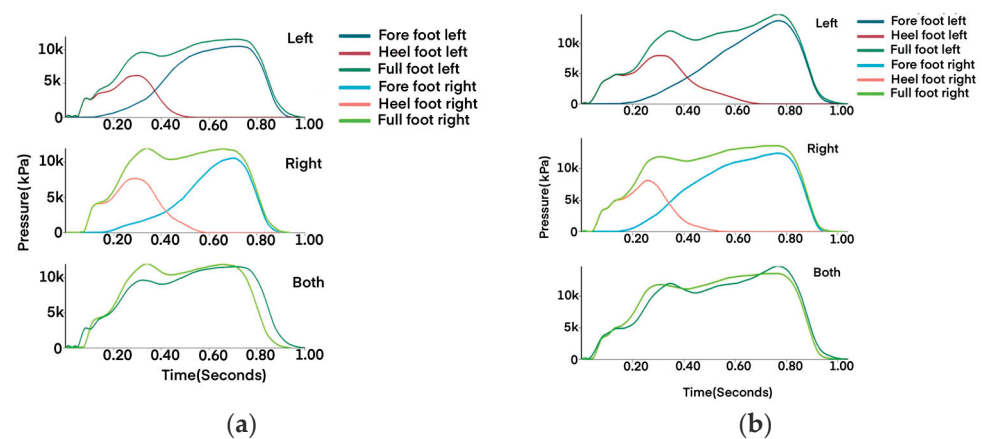 Left
10k
5k
0
0.20 0.40 0.60 0.80 1.00
Fore foot left
Heel foot left
Full foot left
Fore foot right
Heel foot right
Full foot right
Right
10k
5k
0
0.20 0.40 0.60 0.80 1.00
Pressure(kPa)
Both
10k
5k
0
0.20 0.40 0.60 0.80 1.00
Time(Seconds)
(a)
Left
10k
5k
0
0.20 0.40 0.60 0.80 1.00
Fore foot left
Heel foot left
Full foot left
Fore foot right
Heel foot right
Full foot right
Right
10k
5k
0
0.20 0.40 0.60 0.80 1.00
Pressure(kPa)
Both
10k
5k
0
0.20 0.40 0.60 0.80 1.00
Time(Seconds)
(b)